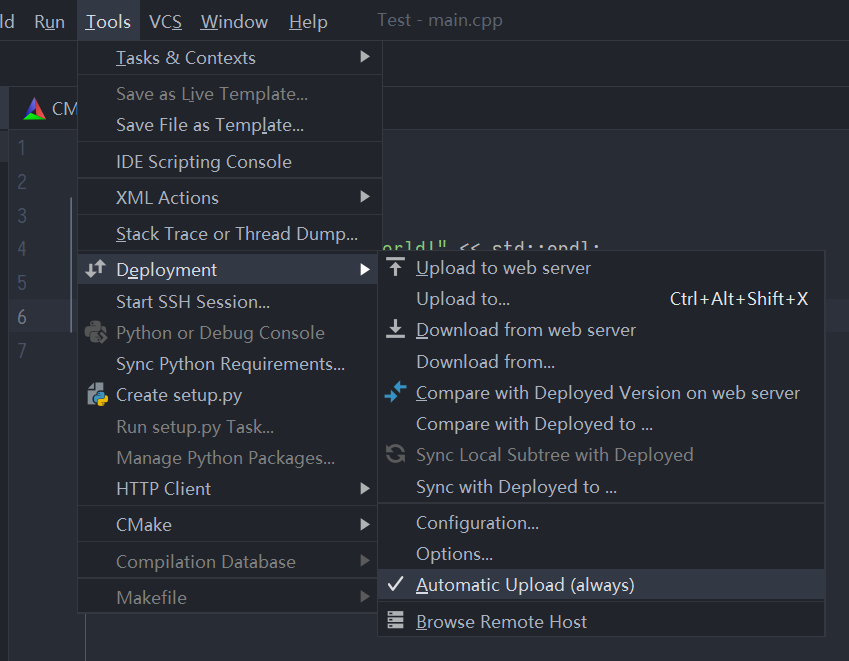 ld Run Tools VCS Window Help Test - main.cpp
Tasks & Contexts
CM
Save as Live Template...
Save File as Template...
IDE Scripting Console
XML Actions
Stack Trace or Thread Dump...
orld!" << std::endl;
Deployment
Start SSH Session...
Python or Debug Console
Sync Python Requirements...
Create setup.py
Run setup.py Task...
Manage Python Packages...
HTTP Client
CMake
Compilation Database
Makefile
1
2
3
4
5
6
7
Upload to web server
Upload to... Ctrl+Alt+Shift+X
Download from web server
Download from...
Compare with Deployed Version on web server
Compare with Deployed to ...
Sync Local Subtree with Deployed
Sync with Deployed to ...
Configuration...
Options...
Automatic Upload (always)
Browse Remote Host